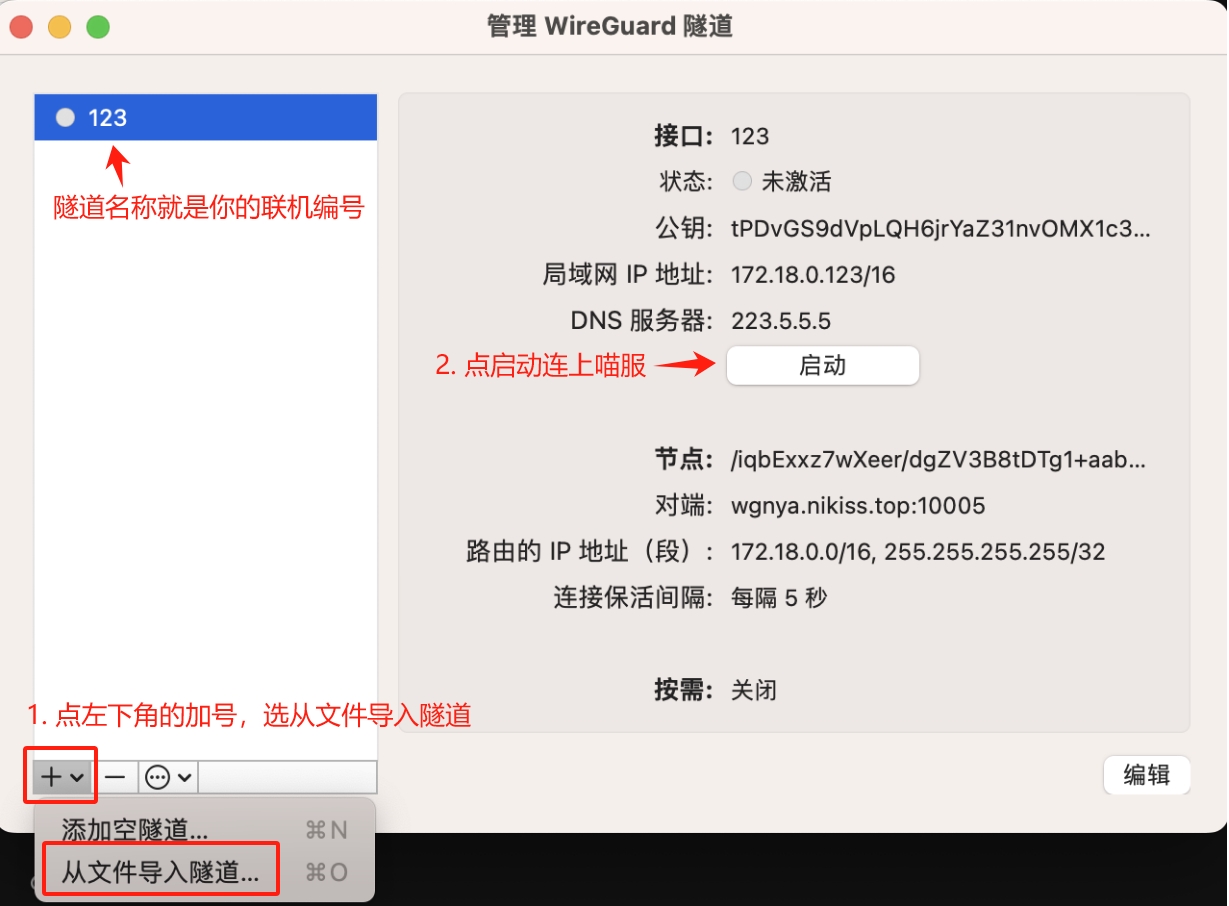 管理 WireGuard 隧道
123
隧道名称就是你的联机编号
接口: 123
状态: 未激活
公钥: tPDvGS9dVpLQH6jrYaZ31nvOMX1c3...
局域网 IP 地址: 172.18.0.123/16
DNS 服务器: 223.5.5.5
2. 点启动连上喵服
启动
节点: /iqbExxz7wXeer/dgZV3B8tDTg1+aab...
对端: wgnya.nikiss.top:10005
路由的 IP 地址（段）: 172.18.0.0/16, 255.255.255.255/32
连接保活间隔: 每隔 5 秒
按需: 关闭
1. 点左下角的加号，选从文件导入隧道
编辑
添加空隧道... ⌘N
从文件导入隧道... ⌘O